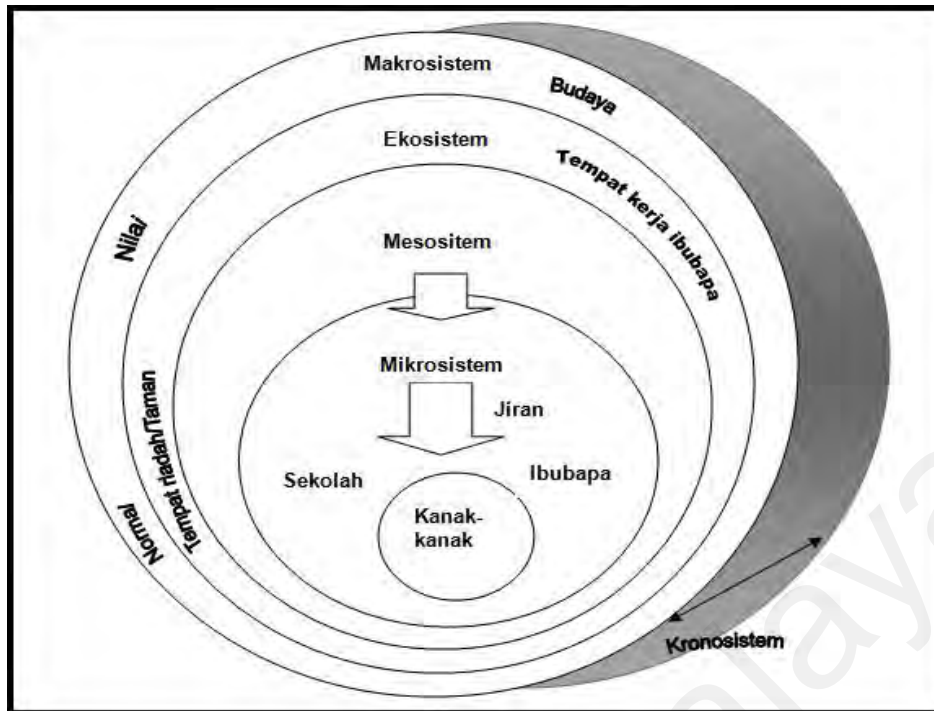 Makrosistem
Budaya
Ekosistem
Tempat kerja ibubapa
Nilai
Mesositem
Mikrosistem
Jiran
Sekolah
Ibubapa
Kanak-
kanak
Tempat riadah/Taman
Normal
Kronosistem